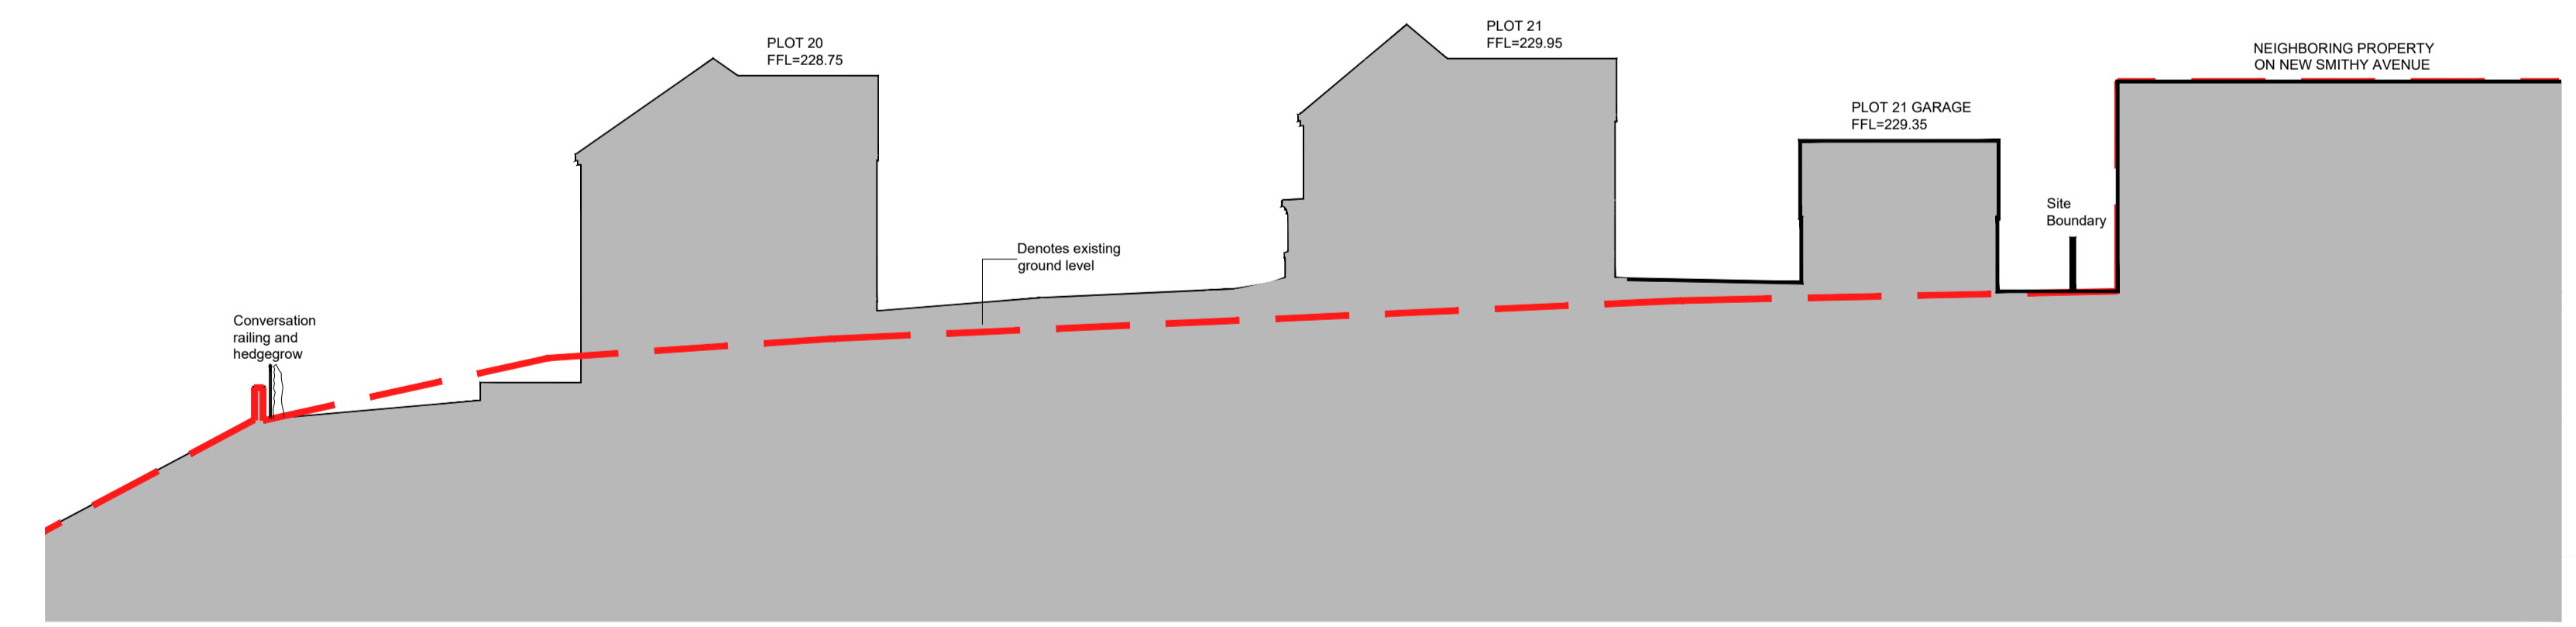 PLOT 20
FFL=228.75
PLOT 21
FFL=229.95
NEIGHBORING PROPERTY
ON NEW SMITHY AVENUE
PLOT 21 GARAGE
FFL=229.35
Site
Boundary
Denotes existing
ground level
Conversation
railing and
hedgegrow